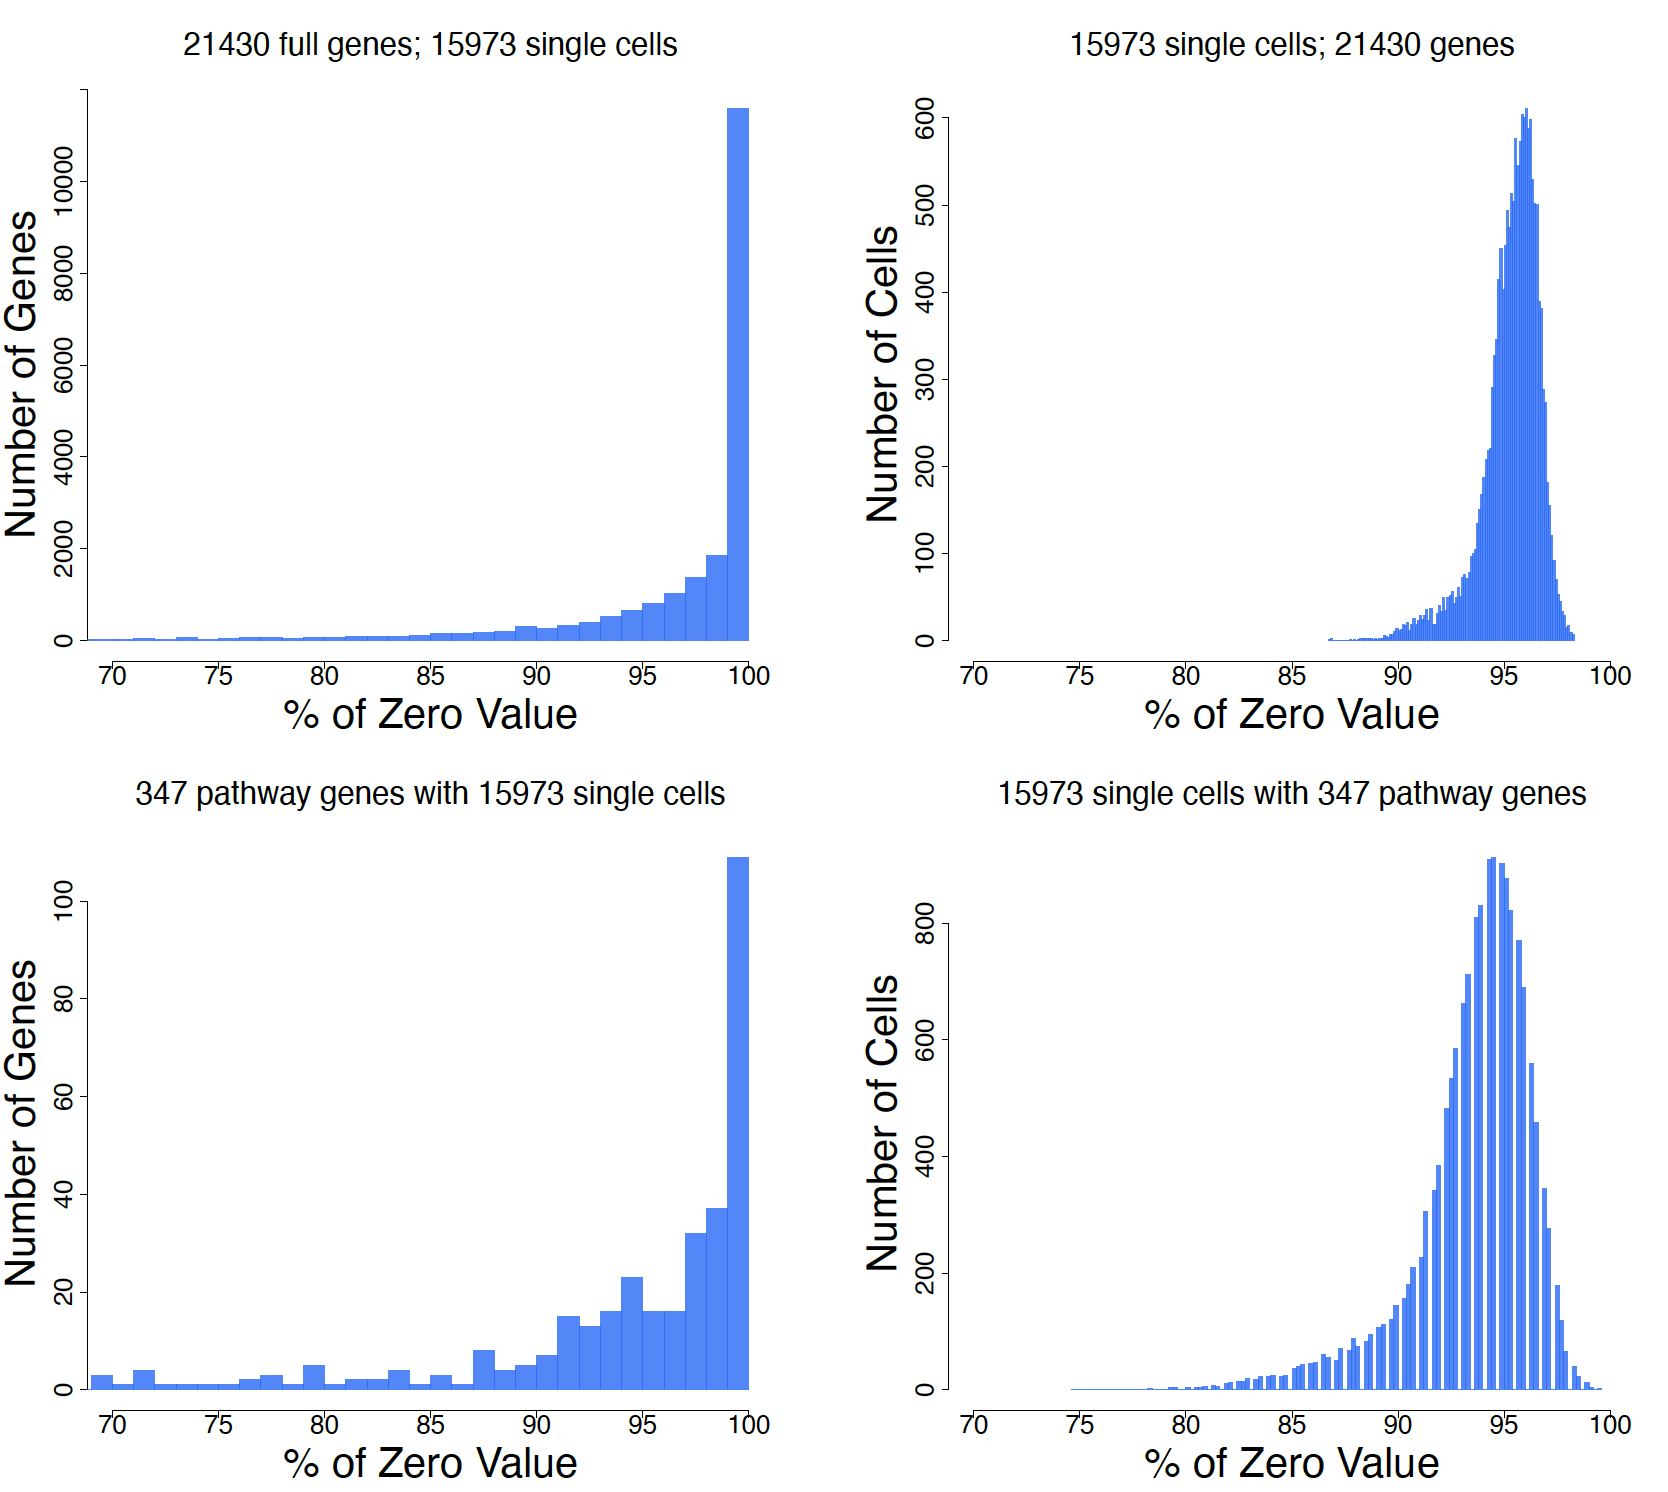 21430 full genes; 15973 single cells
Number of Genes
0 2000 4000 6000 8000 10000
70 75 80 85 90 95 100
% of Zero Value
15973 single cells; 21430 genes
Number of Cells
0 100 200 300 400 500 600
70 75 80 85 90 95 100
% of Zero Value
347 pathway genes with 15973 single cells
Number of Genes
0 20 40 60 80 100
70 75 80 85 90 95 100
% of Zero Value
15973 single cells with 347 pathway genes
Number of Cells
0 200 400 600 800
70 75 80 85 90 95 100
% of Zero Value